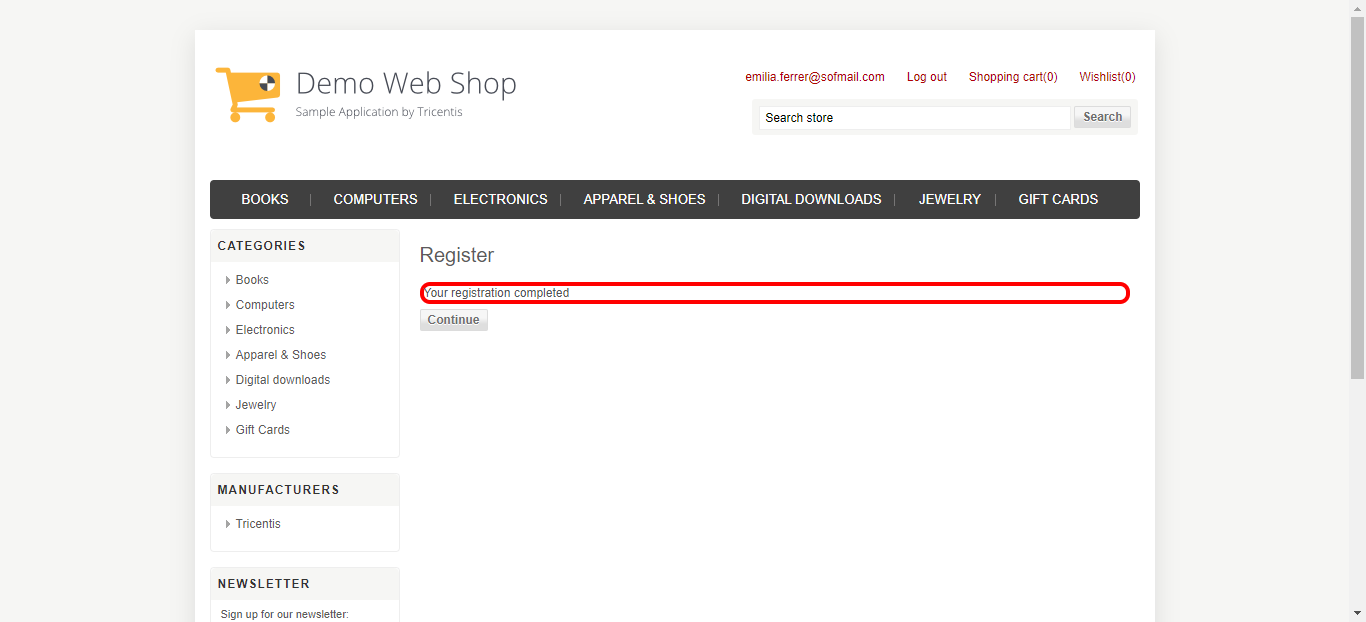 Demo Web Shop
Sample Application by Tricentis
emilia.ferrer@sofmail.com Log out Shopping cart(0) Wishlist(0)
Search store Search
BOOKS COMPUTERS ELECTRONICS APPAREL & SHOES DIGITAL DOWNLOADS JEWELRY GIFT CARDS
CATEGORIES
Books
Computers
Electronics
Apparel & Shoes
Digital downloads
Jewelry
Gift Cards
MANUFACTURERS
Tricentis
NEWSLETTER
Sign up for our newsletter:
Register
Your registration completed
Continue